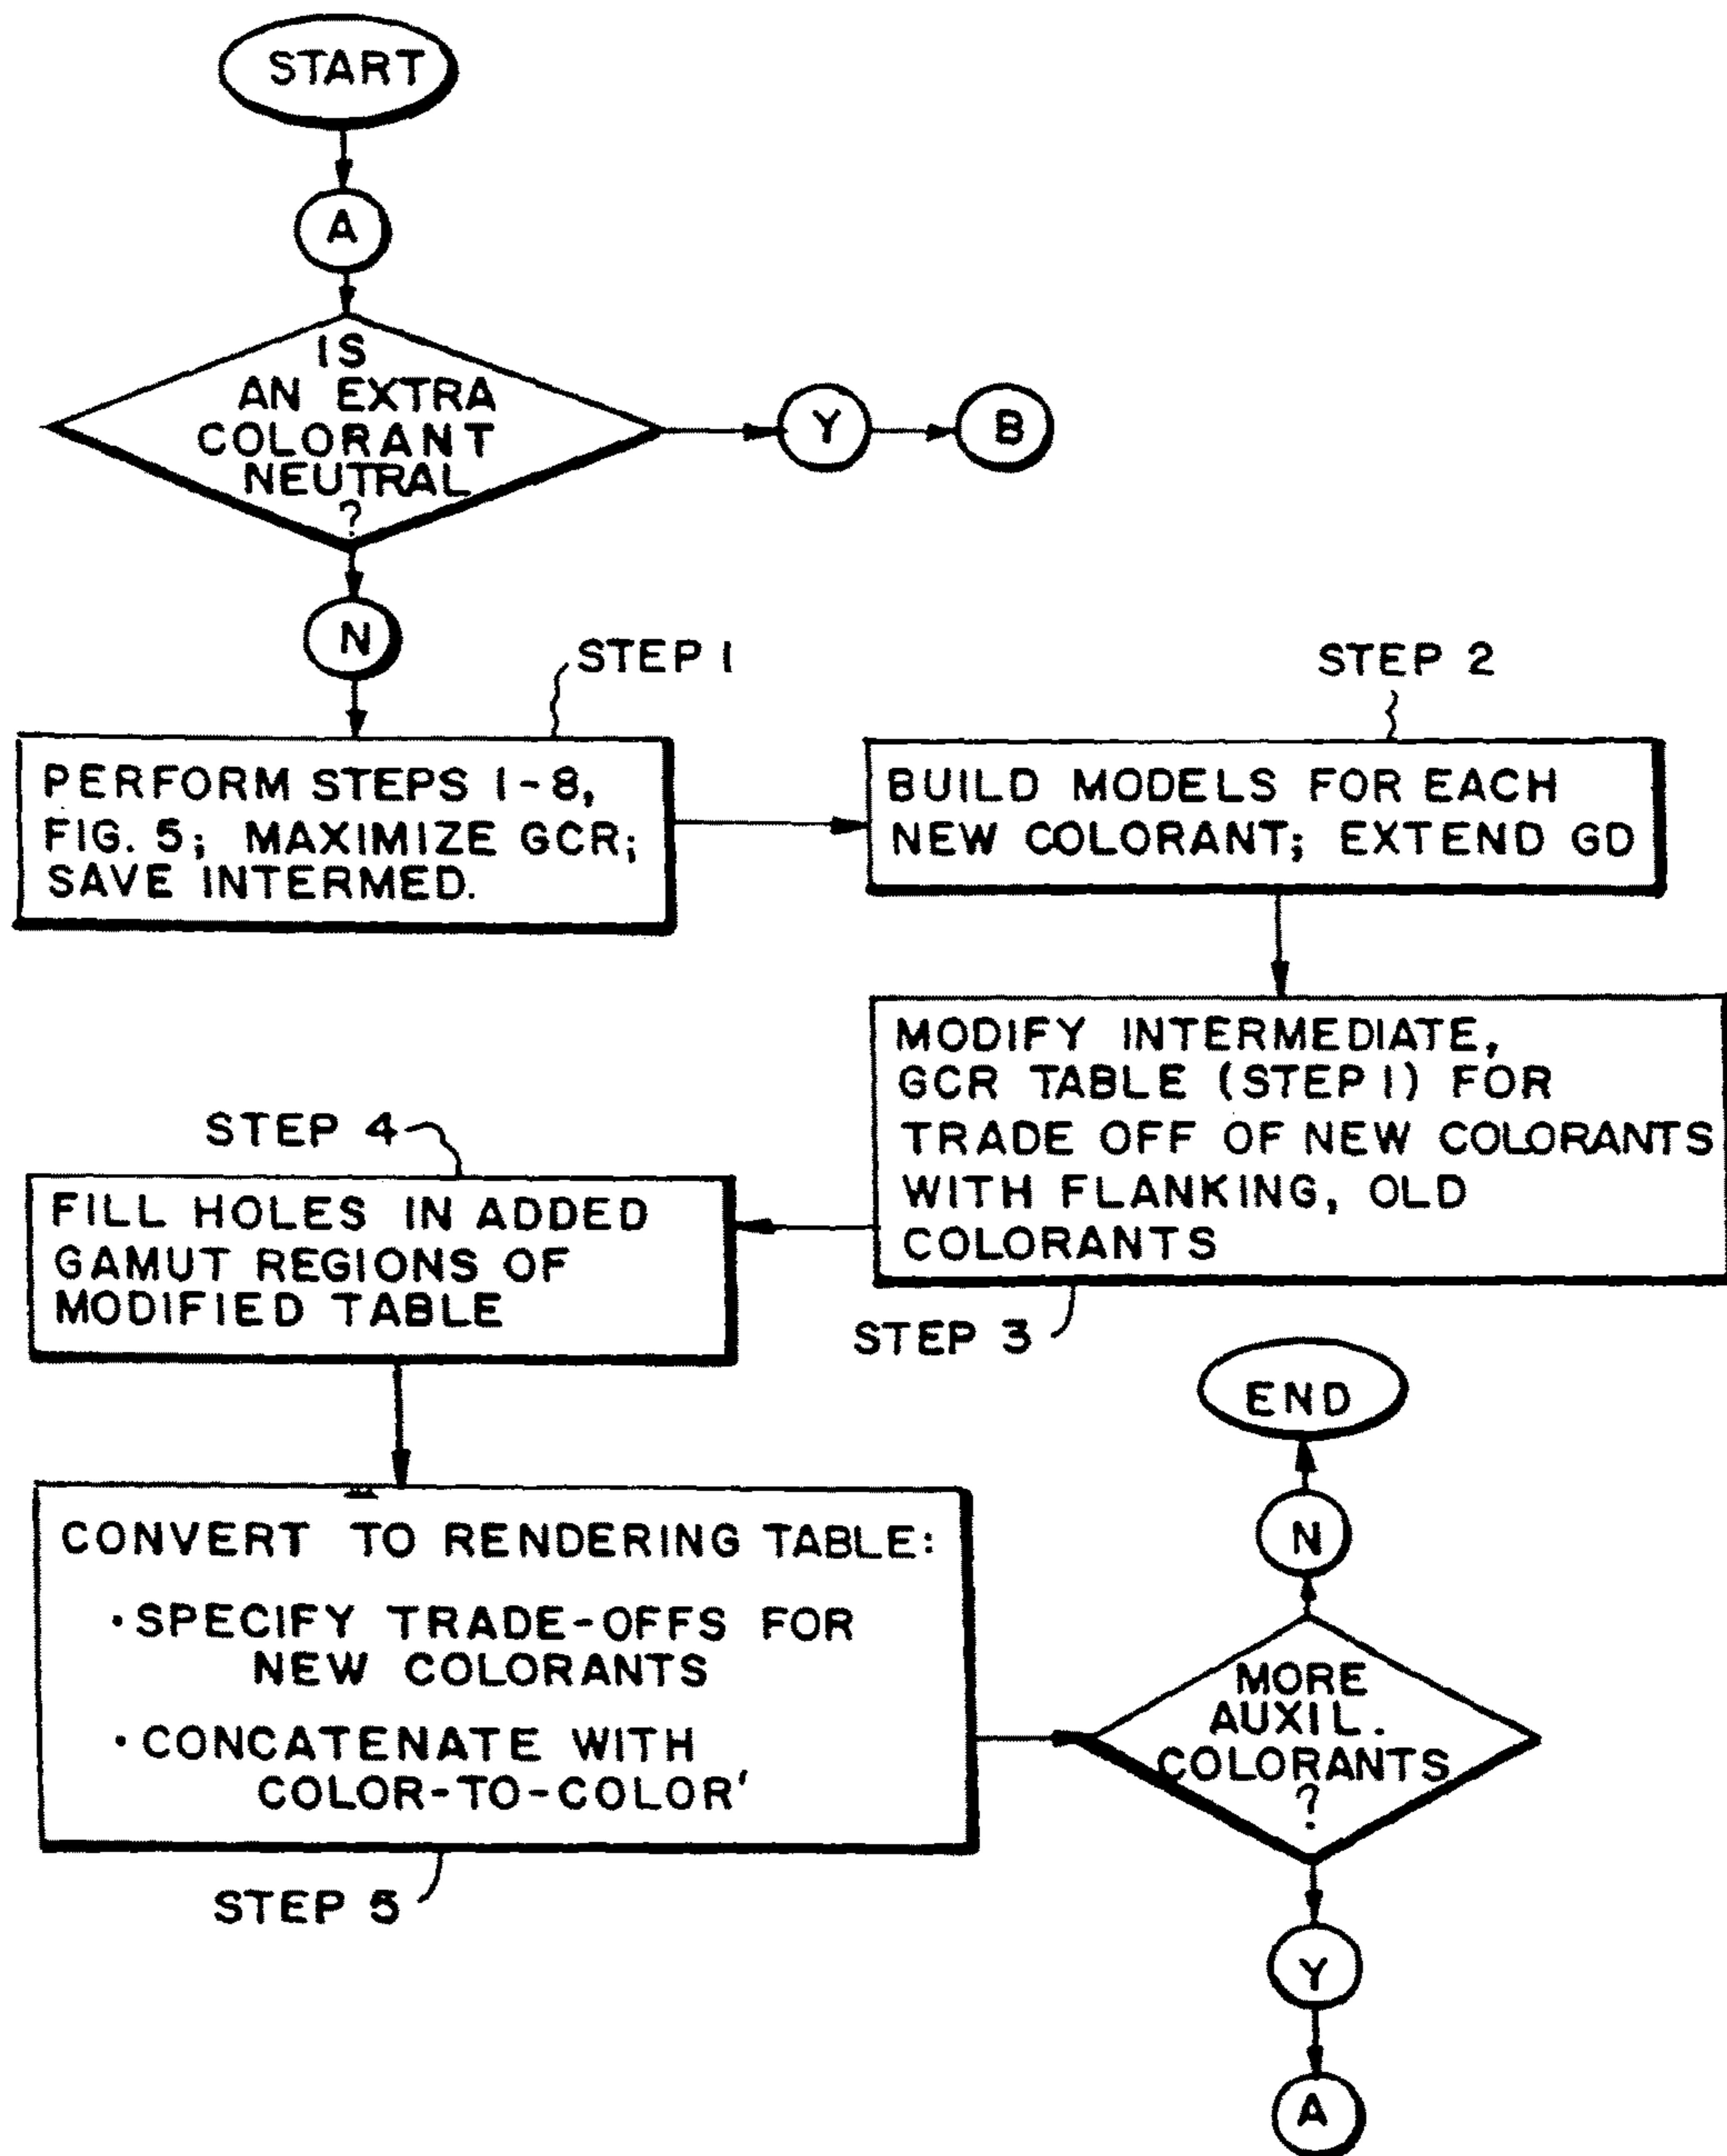 START
A
IS
AN EXTRA
COLORANT
NEUTRAL
?
Y
B
N
STEP 1
PERFORM STEPS 1-8,
FIG. 5; MAXIMIZE GCR;
SAVE INTERMED.
STEP 2
BUILD MODELS FOR EACH
NEW COLORANT; EXTEND GD
MODIFY INTERMEDIATE,
GCR TABLE (STEP 1) FOR
TRADE OFF OF NEW COLORANTS
WITH FLANKING, OLD
COLORANTS
STEP 3
STEP 4
FILL HOLES IN ADDED
GAMUT REGIONS OF
MODIFIED TABLE
CONVERT TO RENDERING TABLE:
·SPECIFY TRADE-OFFS FOR
NEW COLORANTS
·CONCATENATE WITH
COLOR-TO-COLOR'
STEP 5
END
N
MORE
AUXIL.
COLORANTS
?
Y
A